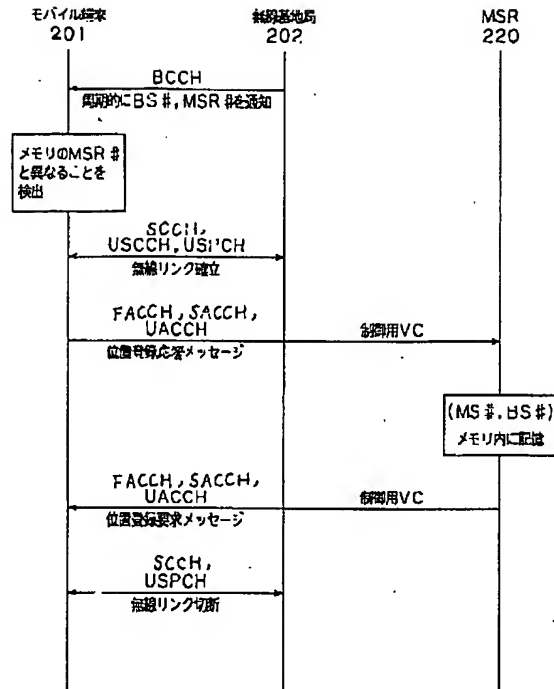 モバイル端末
無線基地局
MSR
201
202
220
BCCH
周期的にBS#,MSR#を通知
メモリのMSR#
と異なることを
検出
SCCH,
USCCH,USPCH
無線リンク確立
FACCH,SACCH,
UACCH
制御用VC
位置登録応答メッセージ
(MS#,BS#)
メモリ内に記憶
FACCH,SACCH,
UACCH
制御用VC
位置登録要求メッセージ
SCCH,
USPCH
無線リンク切断